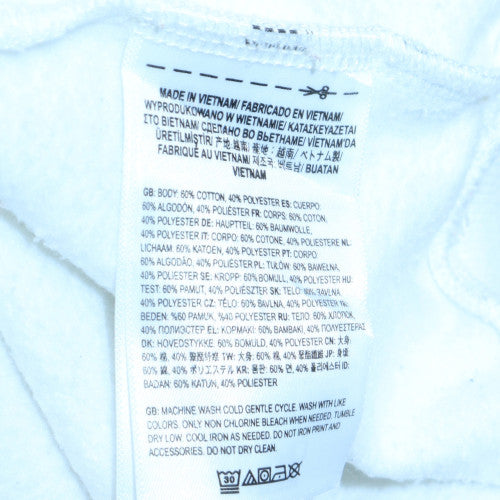 MADE IN VIETNAM/ FABRICADO EN VIETNAM/
WYPRODUKOWANO W WIETNAMIE/ ΚΑΤΑΣΚΕΥΑΖΕΤΑΙ
ΣΤΟ ΒΙΕΤΝΑΜ/ СДЕЛАНО ВО ВЬЕТНАМЕ/ VİETNAM'DA
ÜRETİLMİŞTİR/ 产地:越南/ 產地:越南/ ベトナム製/
FABRIQUÉ AU VIETNAM/ 제조국:베트남/ BUATAN
VIETNAM
GB: BODY: 60% COTTON, 40% POLYESTER ES: CUERPO:
60% ALGODÓN, 40% POLIÉSTER FR: CORPS: 60% COTON,
40% POLYESTER DE: HAUPTTEIL: 60% BAUMWOLLE,
40% POLYESTER IT: CORPO: 60% COTONE, 40% POLIESTERE NL:
LICHAAM: 60% KATOEN, 40% POLYESTER PT: CORPO:
60% ALGODÃO, 40% POLIÉSTER PL: TUŁÓW: 60% BAWEŁNA,
40% POLIESTER SE: KROPP: 60% BOMULL, 40% POLYESTER HU:
TEST: 60% PAMUT, 40% POLIÉSZTER SK: TELO: 60% BAVLNA,
40% POLYESTER CZ: TĚLO: 60% BAVLNA, 40% POLYESTER TR:
BEDEN: %60 PAMUK, %40 POLYESTER RU: ТЕЛО: 60% ХЛОПОК,
40% ПОЛИЭСТЕР EL: ΚΟΡΜΑΚΙ: 60% ΒΑΜΒΑΚΙ, 40% ΠΟΛΥΕΣΤΕΡΑΣ
DK: HOVEDSTYKKE: 60% BOMULD, 40% POLYESTER CN: 大身:
60% 棉, 40% 聚酯纤维 TW: 大身: 60% 棉, 40% 聚酯纖維 JP: 身頃:
60% 綿, 40% ポリエステル KR: 몸판: 60% 면, 40% 폴리에스터 ID:
BADAN: 60% KATUN, 40% POLIESTER
GB: MACHINE WASH COLD GENTLE CYCLE. WASH WITH LIKE
COLORS. ONLY NON CHLORINE BLEACH WHEN NEEDED. TUMBLE
DRY LOW. COOL IRON AS NEEDED. DO NOT IRON PRINT AND
DO NOT DRYCLEAN.
30